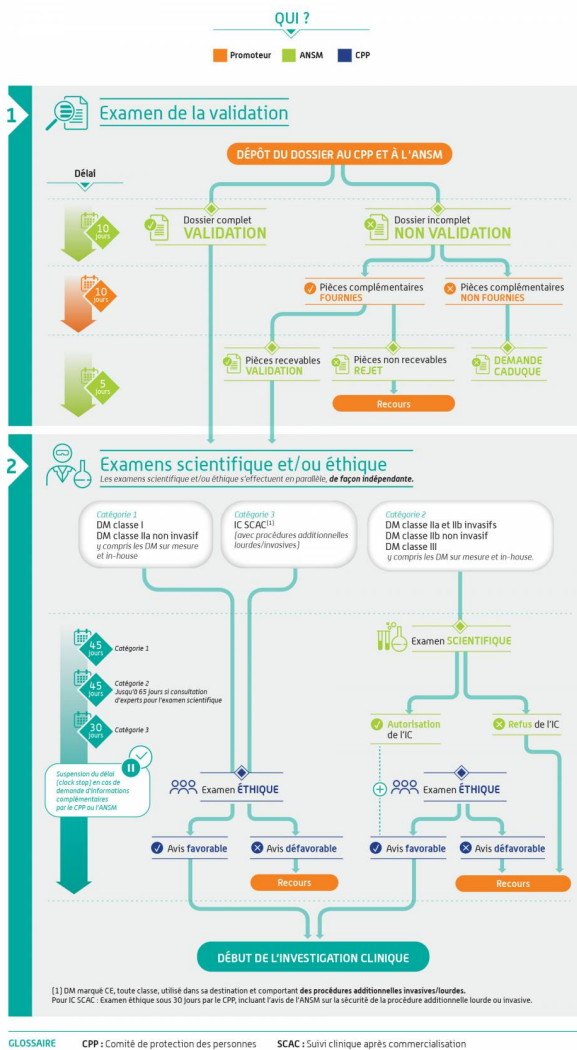 QUI ?
Promoteur
ANSM
CPP
1
Examen de la validation
DÉPÔT DU DOSSIER AU CPP ET À L'ANSM
Délai
10
jours
Dossier complet
VALIDATION
Dossier incomplet
NON VALIDATION
10
jours
Pièces complémentaires
FOURNIES
Pièces complémentaires
NON FOURNIES
5
jours
Pièces recevables
VALIDATION
Pièces non recevables
REJET
DEMANDE
CADUQUE
Recours
2
Examens scientifique et/ou éthique
Les examens scientifique et/ou éthique s'effectuent en parallèle, de façon indépendante.
Catégorie 1
DM classe I
DM classe IIa non invasif
y compris les DM sur mesure
et in-house
Catégorie 3
IC SCAC(1)
(avec procédures additionnelles
lourdes/invasives)
Catégorie 2
DM classe IIa et IIb invasifs
DM classe IIb non invasif
DM classe III
y compris les DM sur mesure et in-house.
45
jours
Catégorie 1
Examen SCIENTIFIQUE
45
jours
Catégorie 2
Jusqu'à 65 jours si consultation
d'experts pour l'examen scientifique
30
jours
Catégorie 3
Autorisation
de l'IC
Refus de l'IC
Suspension du délai
(clock stop) en cas de
demande d'informations
complémentaires
par le CPP ou l'ANSM
Examen ÉTHIQUE
Examen ÉTHIQUE
Avis favorable
Avis défavorable
Avis favorable
Avis défavorable
Recours
Recours
DÉBUT DE L'INVESTIGATION CLINIQUE
(1) DM marqué CE, toute classe, utilisé dans sa destination et comportant des procédures additionnelles invasives/lourdes.
Pour IC SCAC : Examen éthique sous 30 jours par le CPP, incluant l'avis de l'ANSM sur la sécurité de la procédure additionnelle lourde ou invasive.
GLOSSAIRE
CPP : Comité de protection des personnes
SCAC : Suivi clinique après commercialisation